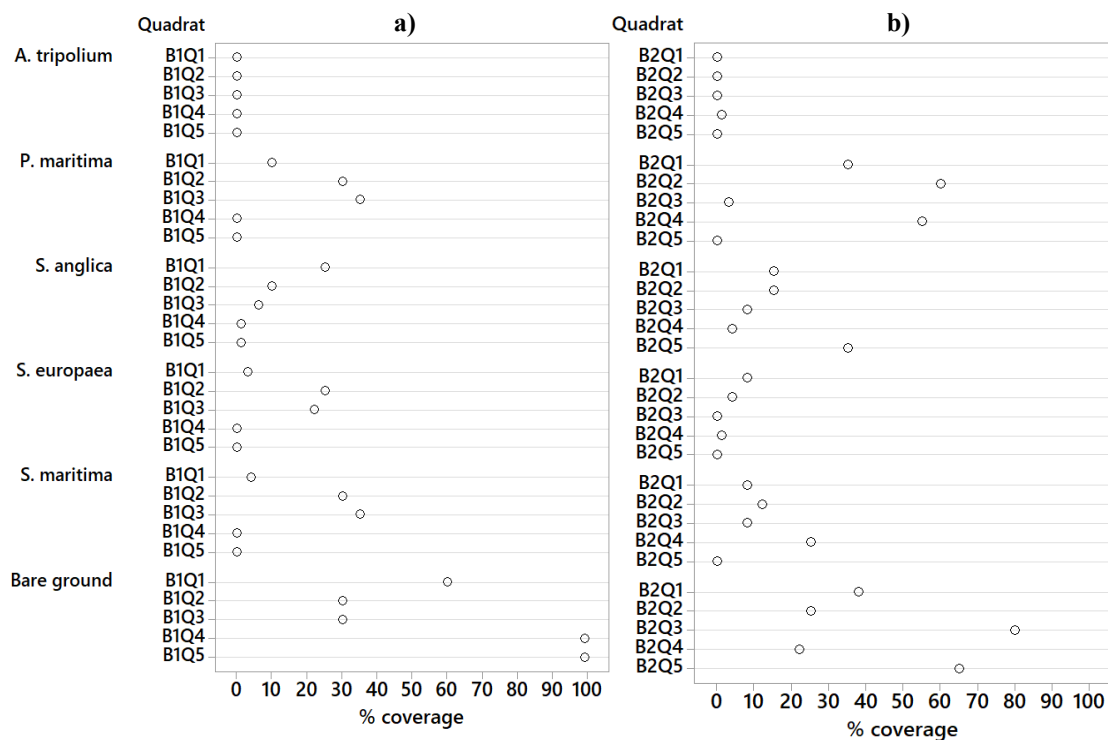 Quadrat a)
A. tripolium B1Q1
B1Q2
B1Q3
B1Q4
B1Q5
P. maritima B1Q1
B1Q2
B1Q3
B1Q4
B1Q5
S. anglica B1Q1
B1Q2
B1Q3
B1Q4
B1Q5
S. europaea B1Q1
B1Q2
B1Q3
B1Q4
B1Q5
S. maritima B1Q1
B1Q2
B1Q3
B1Q4
B1Q5
Bare ground B1Q1
B1Q2
B1Q3
B1Q4
B1Q5
0 10 20 30 40 50 60 70 80 90 100
% coverage
Quadrat b)
B2Q1
B2Q2
B2Q3
B2Q4
B2Q5
B2Q1
B2Q2
B2Q3
B2Q4
B2Q5
B2Q1
B2Q2
B2Q3
B2Q4
B2Q5
B2Q1
B2Q2
B2Q3
B2Q4
B2Q5
B2Q1
B2Q2
B2Q3
B2Q4
B2Q5
B2Q1
B2Q2
B2Q3
B2Q4
B2Q5
0 10 20 30 40 50 60 70 80 90 100
% coverage